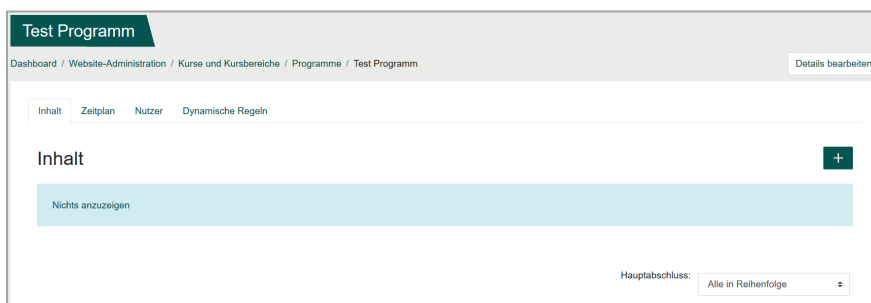 Test Programm
Dashboard / Website-Administration / Kurse und Kursbereiche / Programme / Test Programm
Details bearbeiten
Inhalt Zeitplan Nutzer Dynamische Regeln
Inhalt
+
Nichts anzuzeigen
Hauptabschluss: Alle in Reihenfolge